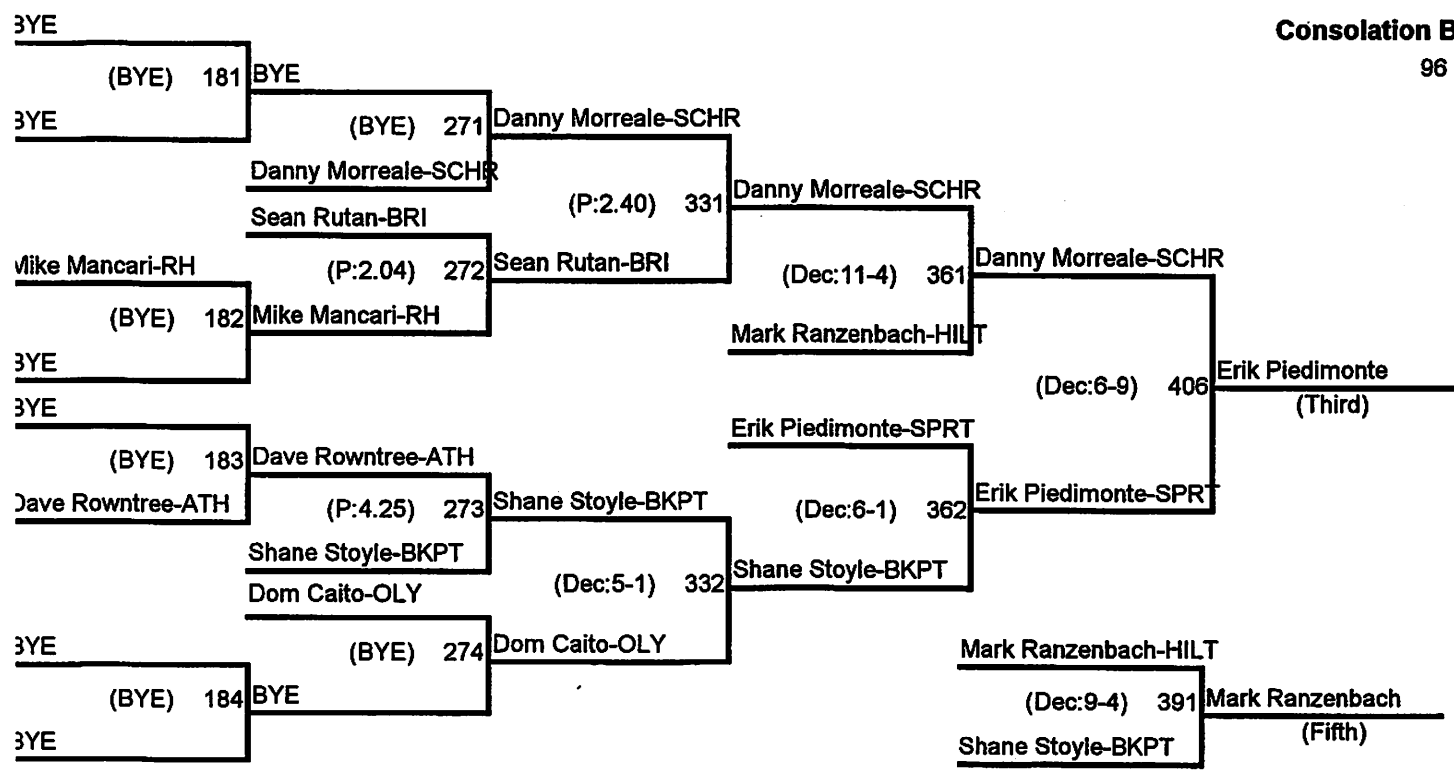 BYE
Consolation B
96
(BYE) 181 BYE
BYE
(BYE) 271 Danny Morreale-SCHR
Danny Morreale-SCHR
(P:2.40) 331 Danny Morreale-SCHR
Sean Rutan-BRI
Mike Mancari-RH
(P:2.04) 272 Sean Rutan-BRI
(Dec:11-4) 361 Danny Morreale-SCHR
(BYE) 182 Mike Mancari-RH
Mark Ranzenbach-HILT
BYE
(Dec:6-9) 406 Erik Piedimonte
(Third)
BYE
Erik Piedimonte-SPRT
(BYE) 183 Dave Rowntree-ATH
Dave Rowntree-ATH
(P:4.25) 273 Shane Stoyle-BKPT
(Dec:6-1) 362 Erik Piedimonte-SPRT
Shane Stoyle-BKPT
(Dec:5-1) 332 Shane Stoyle-BKPT
Dom Caito-OLY
BYE
(BYE) 274 Dom Caito-OLY
Mark Ranzenbach-HILT
(BYE) 184 BYE
(Dec:9-4) 391 Mark Ranzenbach
(Fifth)
BYE
Shane Stoyle-BKPT